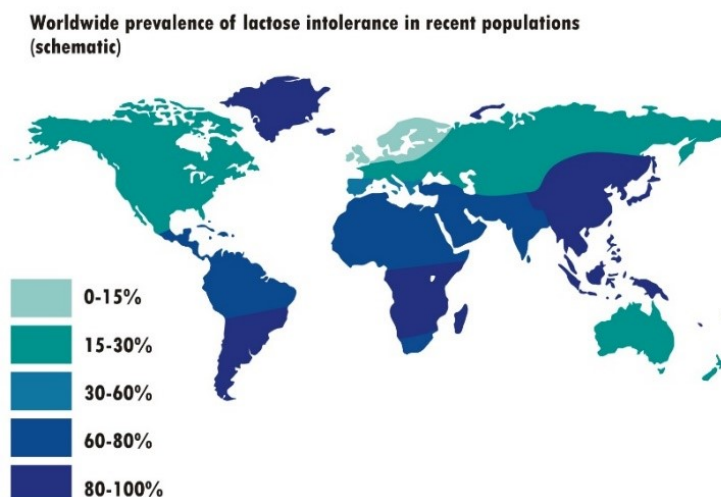 Worldwide prevalence of lactose intolerance in recent populations
(schematic)
0-15%
15-30%
30-60%
60-80%
80-100%